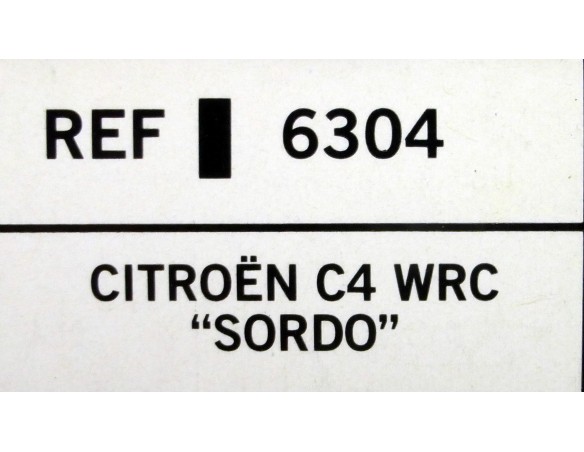 REF 6304
CITROËN C4 WRC
“SORDO”